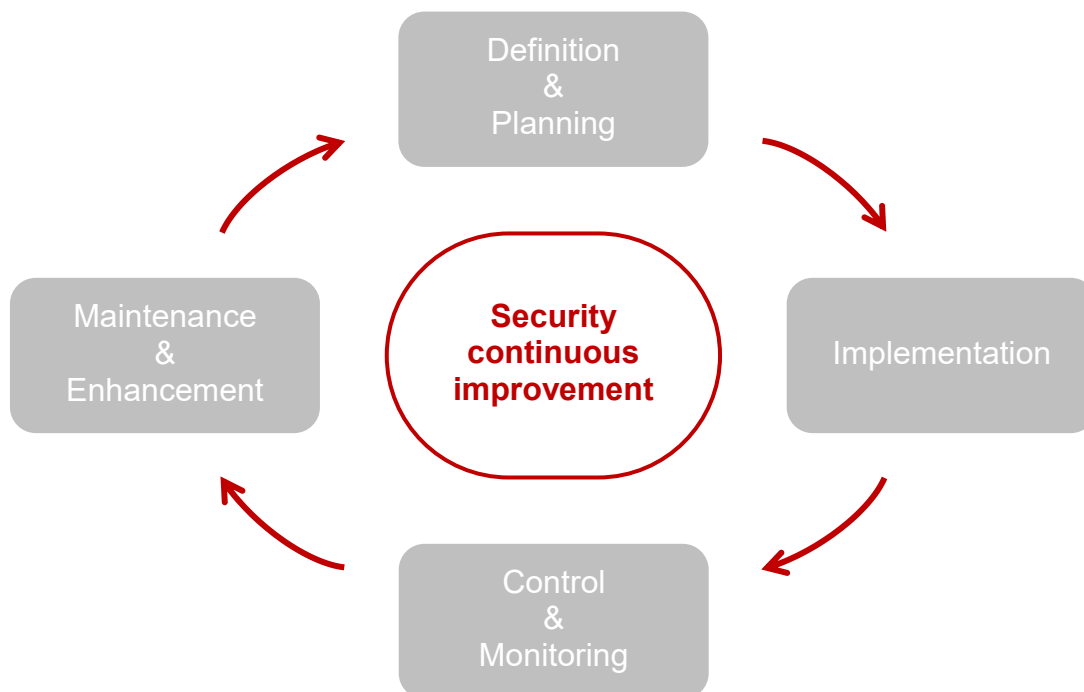 Definition
&
Planning
Maintenance
&
Enhancement
Security
continuous
improvement
Implementation
Control
&
Monitoring